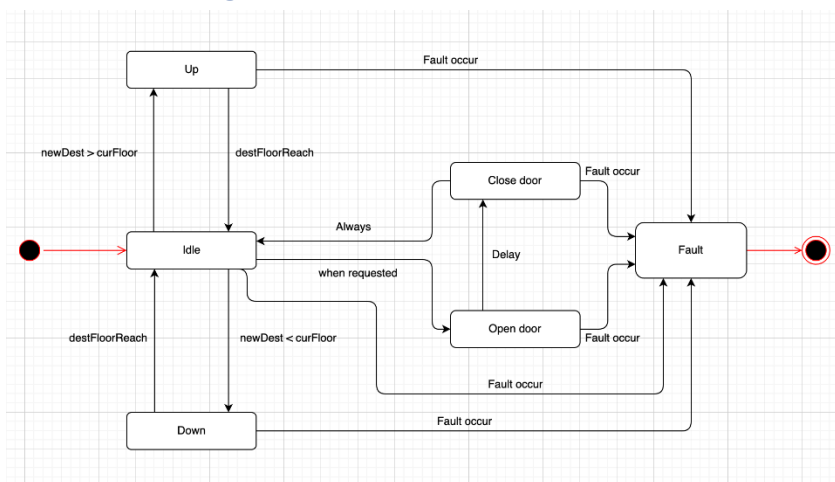 Up
Fault occur
newDest > curFloor
destFloorReach
Close door
Fault occur
Always
Idle
Delay
Fault
when requested
Open door
destFloorReach
newDest < curFloor
Fault occur
Fault occur
Down
Fault occur